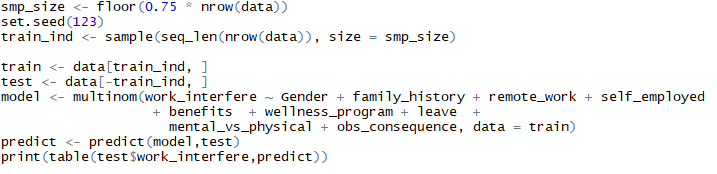 smp_size <- floor(0.75 * nrow(data))
set.seed(123)
train_ind <- sample(seq_len(nrow(data)), size = smp_size)
train <- data[train_ind, ]
test <- data[-train_ind, ]
model <- multinom(work_interfere ~ Gender + family_history + remote_work + self_employed
+ benefits + wellness_program + leave +
mental_vs_physical + obs_consequence, data = train)
predict <- predict(model,test)
print(table(test$work_interfere,predict))